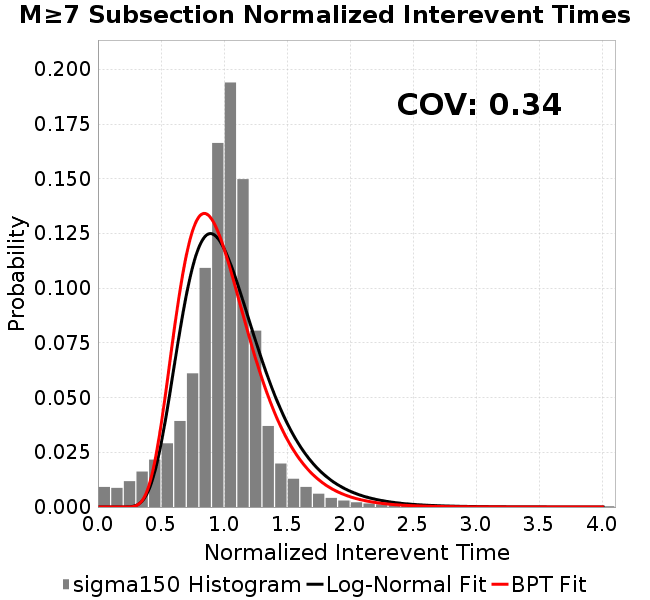 M≥7 Subsection Normalized Interevent Times
COV: 0.34
Probability
0.200
0.175
0.150
0.125
0.100
0.075
0.050
0.025
0.000
0.0 0.5 1.0 1.5 2.0 2.5 3.0 3.5 4.0
Normalized Interevent Time
sigma150 Histogram Log-Normal Fit BPT Fit